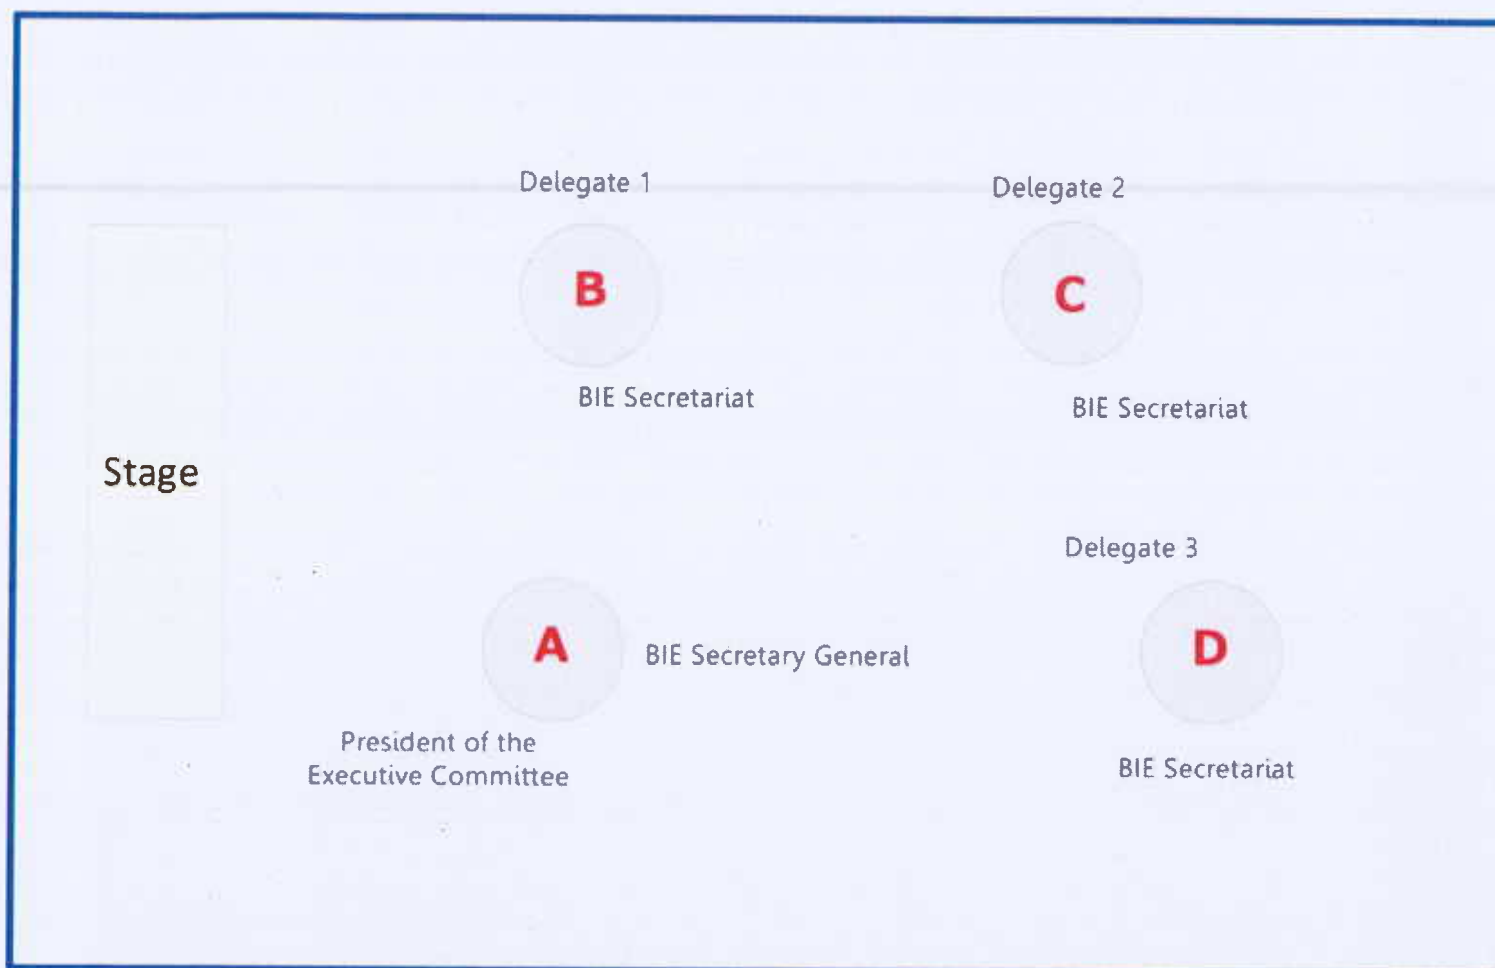 Delegate 1
Delegate 2
B
C
BIE Secretariat
BIE Secretariat
Stage
Delegate 3
A
BIE Secretary General
D
President of the
Executive Committee
BIE Secretariat